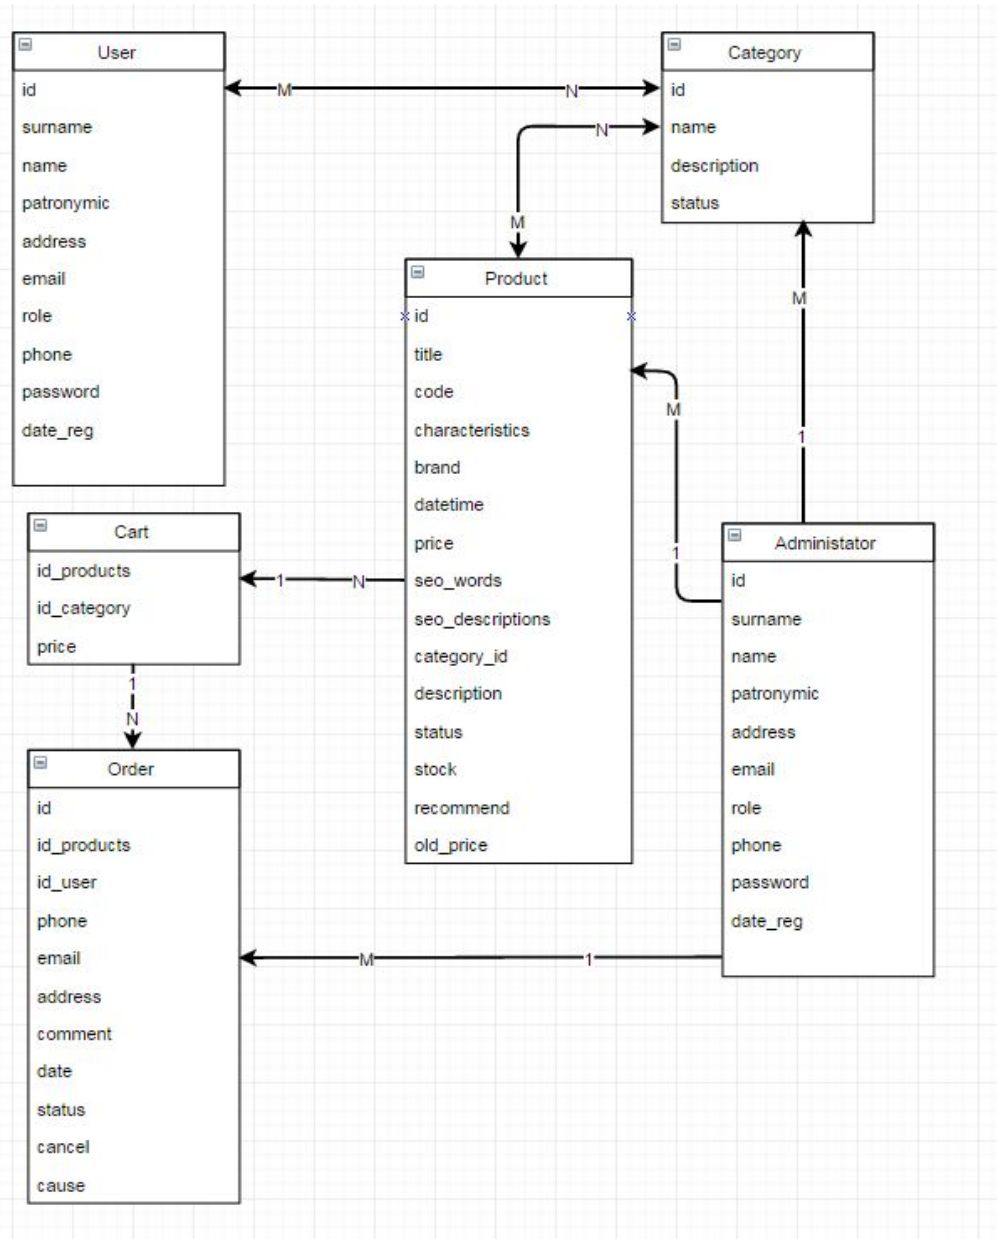 User
id
surname
name
patronymic
address
email
role
phone
password
date_reg
Category
id
name
description
status
M
N
N
M
Product
id
title
code
characteristics
brand
datetime
price
seo_words
seo_descriptions
category_id
description
status
stock
recommend
old_price
M
1
M
1
Cart
id_products
id_category
price
1
N
1
N
Administator
id
surname
name
patronymic
address
email
role
phone
password
date_reg
Order
id
id_products
id_user
phone
email
address
comment
date
status
cancel
cause
M
1